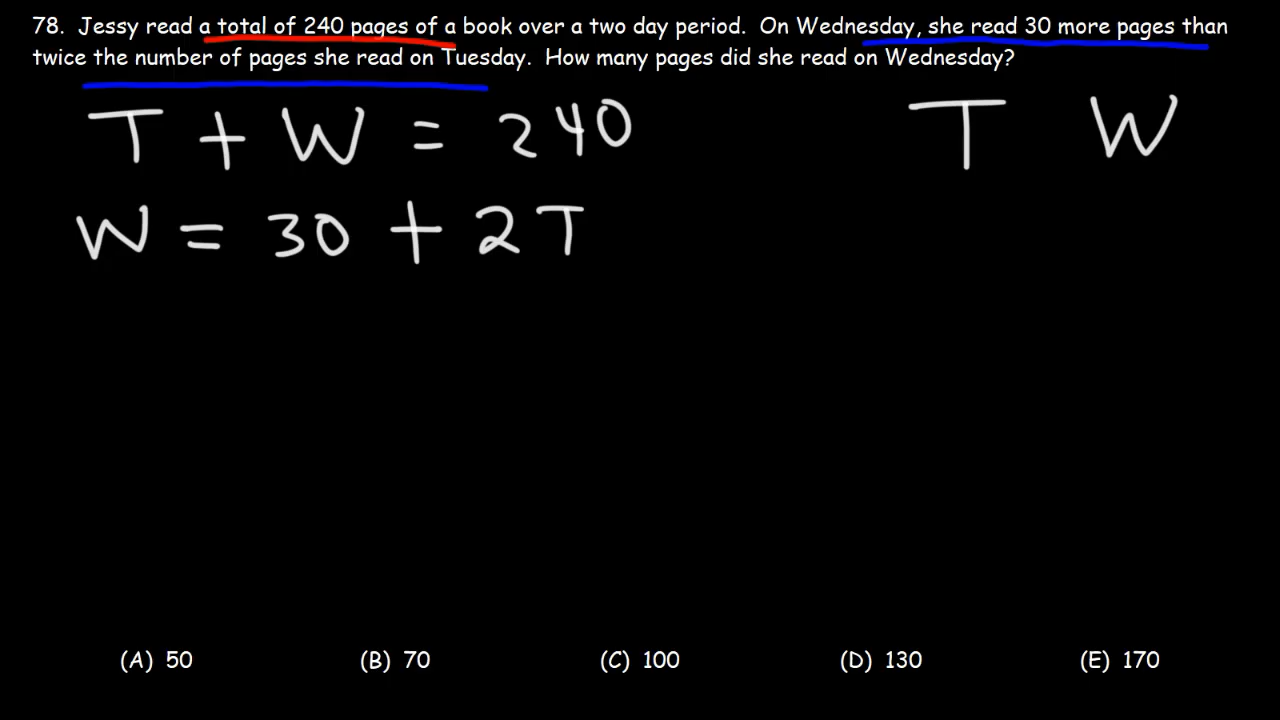 78. Jessy read a total of 240 pages of a book over a two day period. On Wednesday, she read 30 more pages than
twice the number of pages she read on Tuesday. How many pages did she read on Wednesday?
T + W = 240
T W
W = 30 + 2T
(A) 50 (B) 70 (C) 100 (D) 130 (E) 170